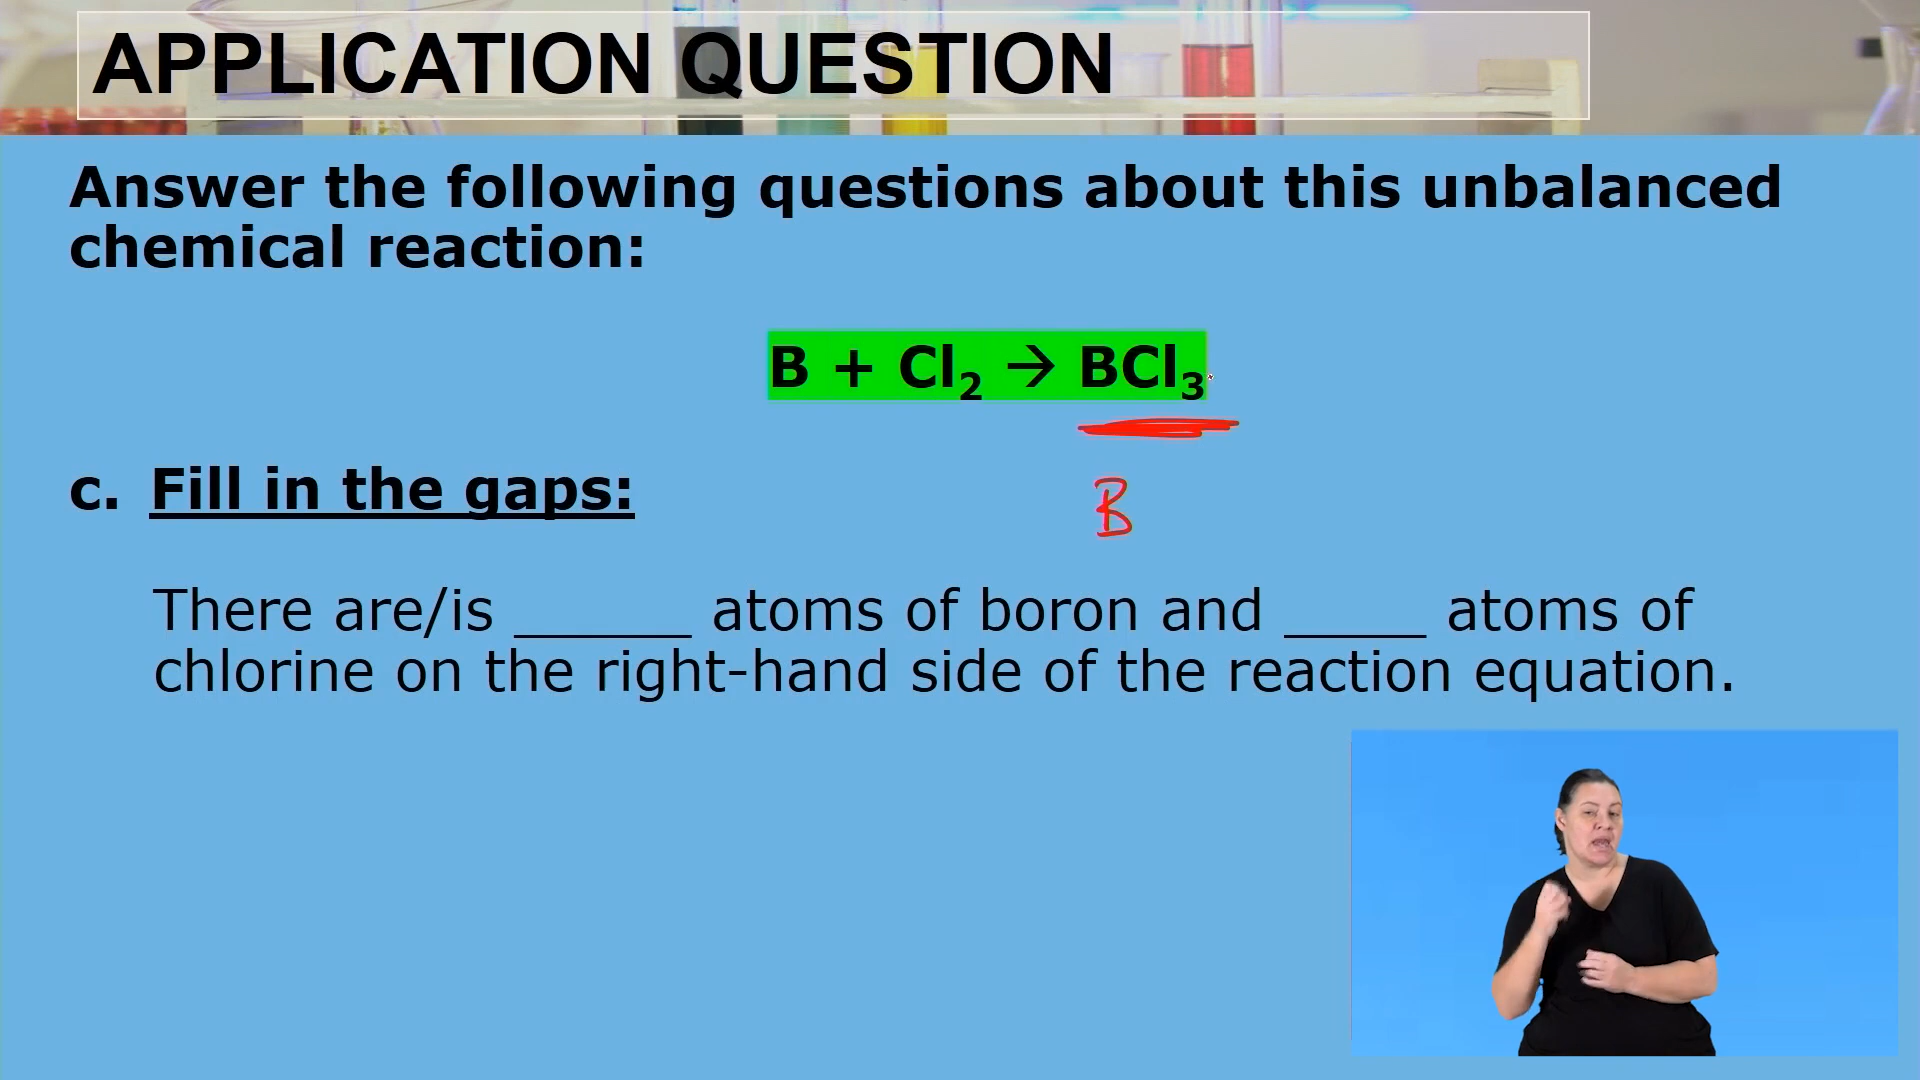 APPLICATION QUESTION
Answer the following questions about this unbalanced
chemical reaction:
B + Cl₂ → BCl₃
c. Fill in the gaps:
B
There are/is ______ atoms of boron and _____ atoms of
chlorine on the right-hand side of the reaction equation.